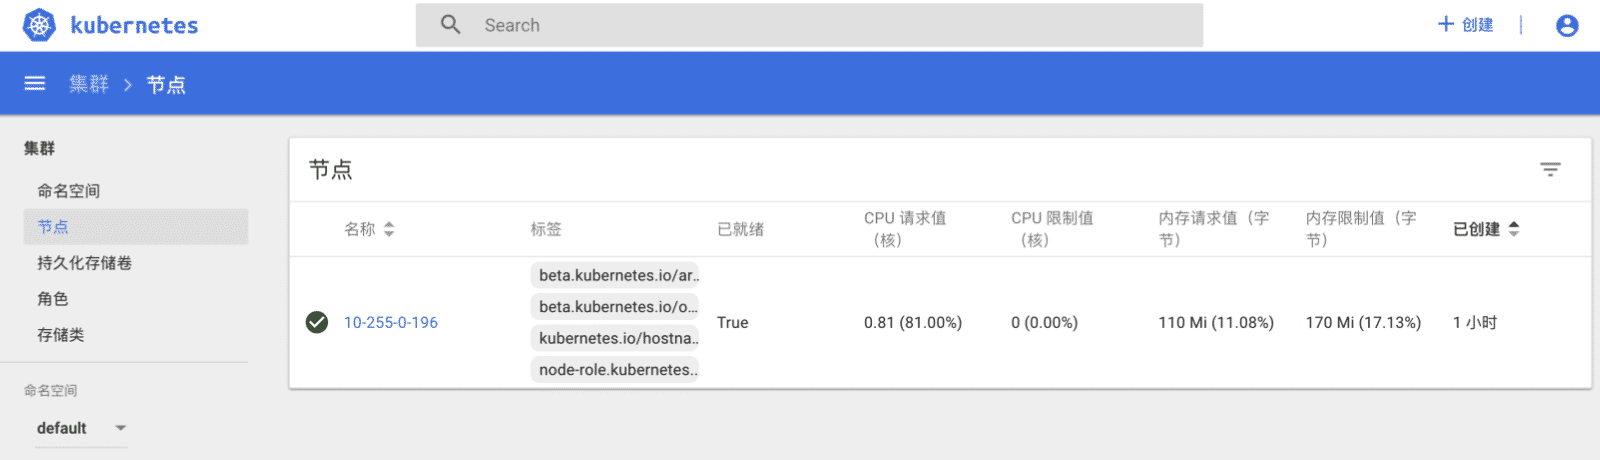 kubernetes
Search
创建
集群 > 节点
集群
命名空间
节点
持久化存储卷
角色
存储类
命名空间
default
节点
名称 标签 已就绪 CPU 请求值（核） CPU 限制值（核） 内存请求值（字节） 内存限制值（字节） 已创建
10-255-0-196
beta.kubernetes.io/ar..
beta.kubernetes.io/o...
kubernetes.io/hostna..
node-role.kubernetes..
True
0.81 (81.00%)
0 (0.00%)
110 Mi (11.08%)
170 Mi (17.13%)
1 小时